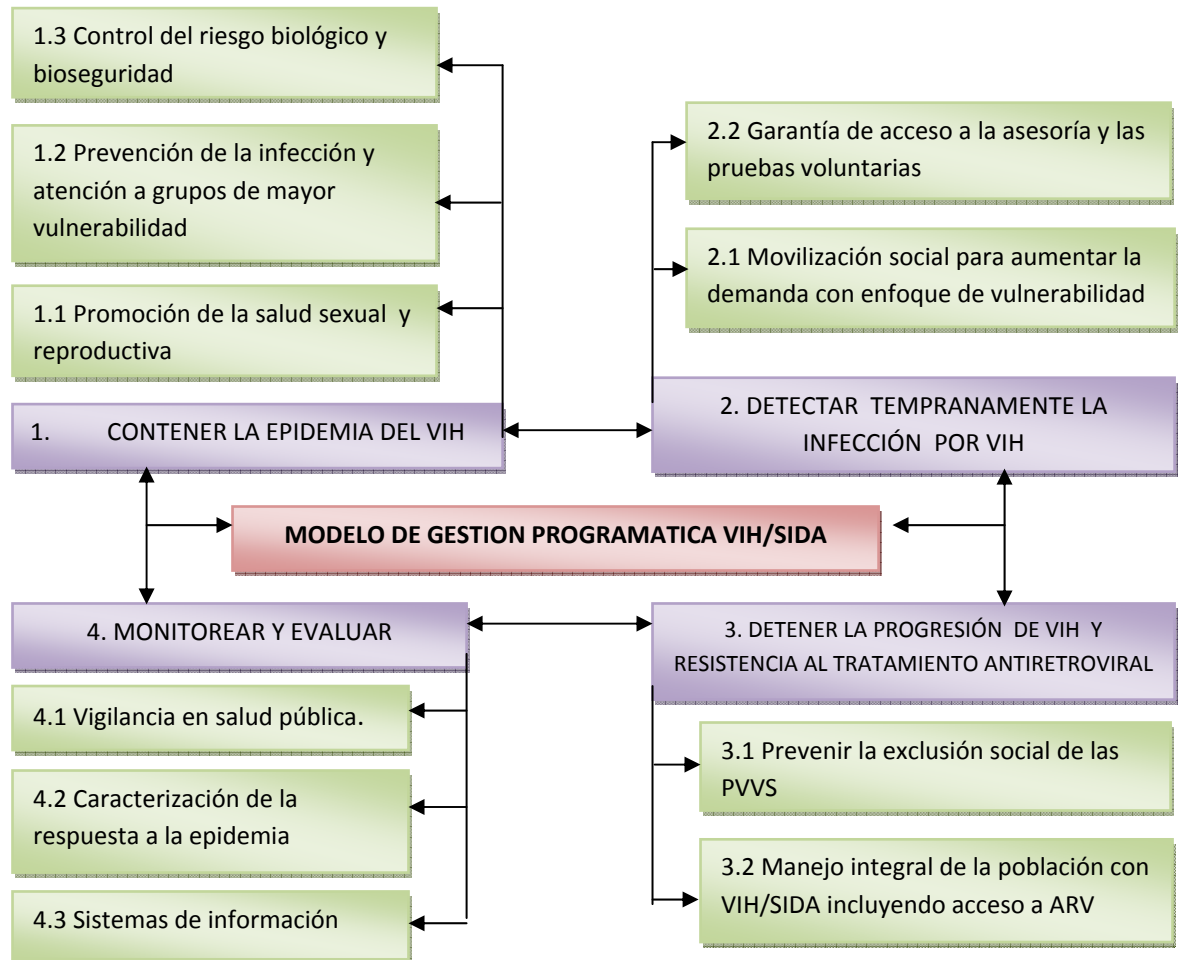 1.3 Control del riesgo biológico y
bioseguridad
1.2 Prevención de la infección y
atención a grupos de mayor
vulnerabilidad
1.1 Promoción de la salud sexual y
reproductiva
1. CONTENER LA EPIDEMIA DEL VIH
2.2 Garantía de acceso a la asesoría y las
pruebas voluntarias
2.1 Movilización social para aumentar la
demanda con enfoque de vulnerabilidad
2. DETECTAR TEMPRANAMENTE LA
INFECCIÓN POR VIH
MODELO DE GESTION PROGRAMATICA VIH/SIDA
4. MONITOREAR Y EVALUAR
4.1 Vigilancia en salud pública.
4.2 Caracterización de la
respuesta a la epidemia
4.3 Sistemas de información
3. DETENER LA PROGRESIÓN DE VIH Y
RESISTENCIA AL TRATAMIENTO ANTIRETROVIRAL
3.1 Prevenir la exclusión social de las
PVVS
3.2 Manejo integral de la población con
VIH/SIDA incluyendo acceso a ARV